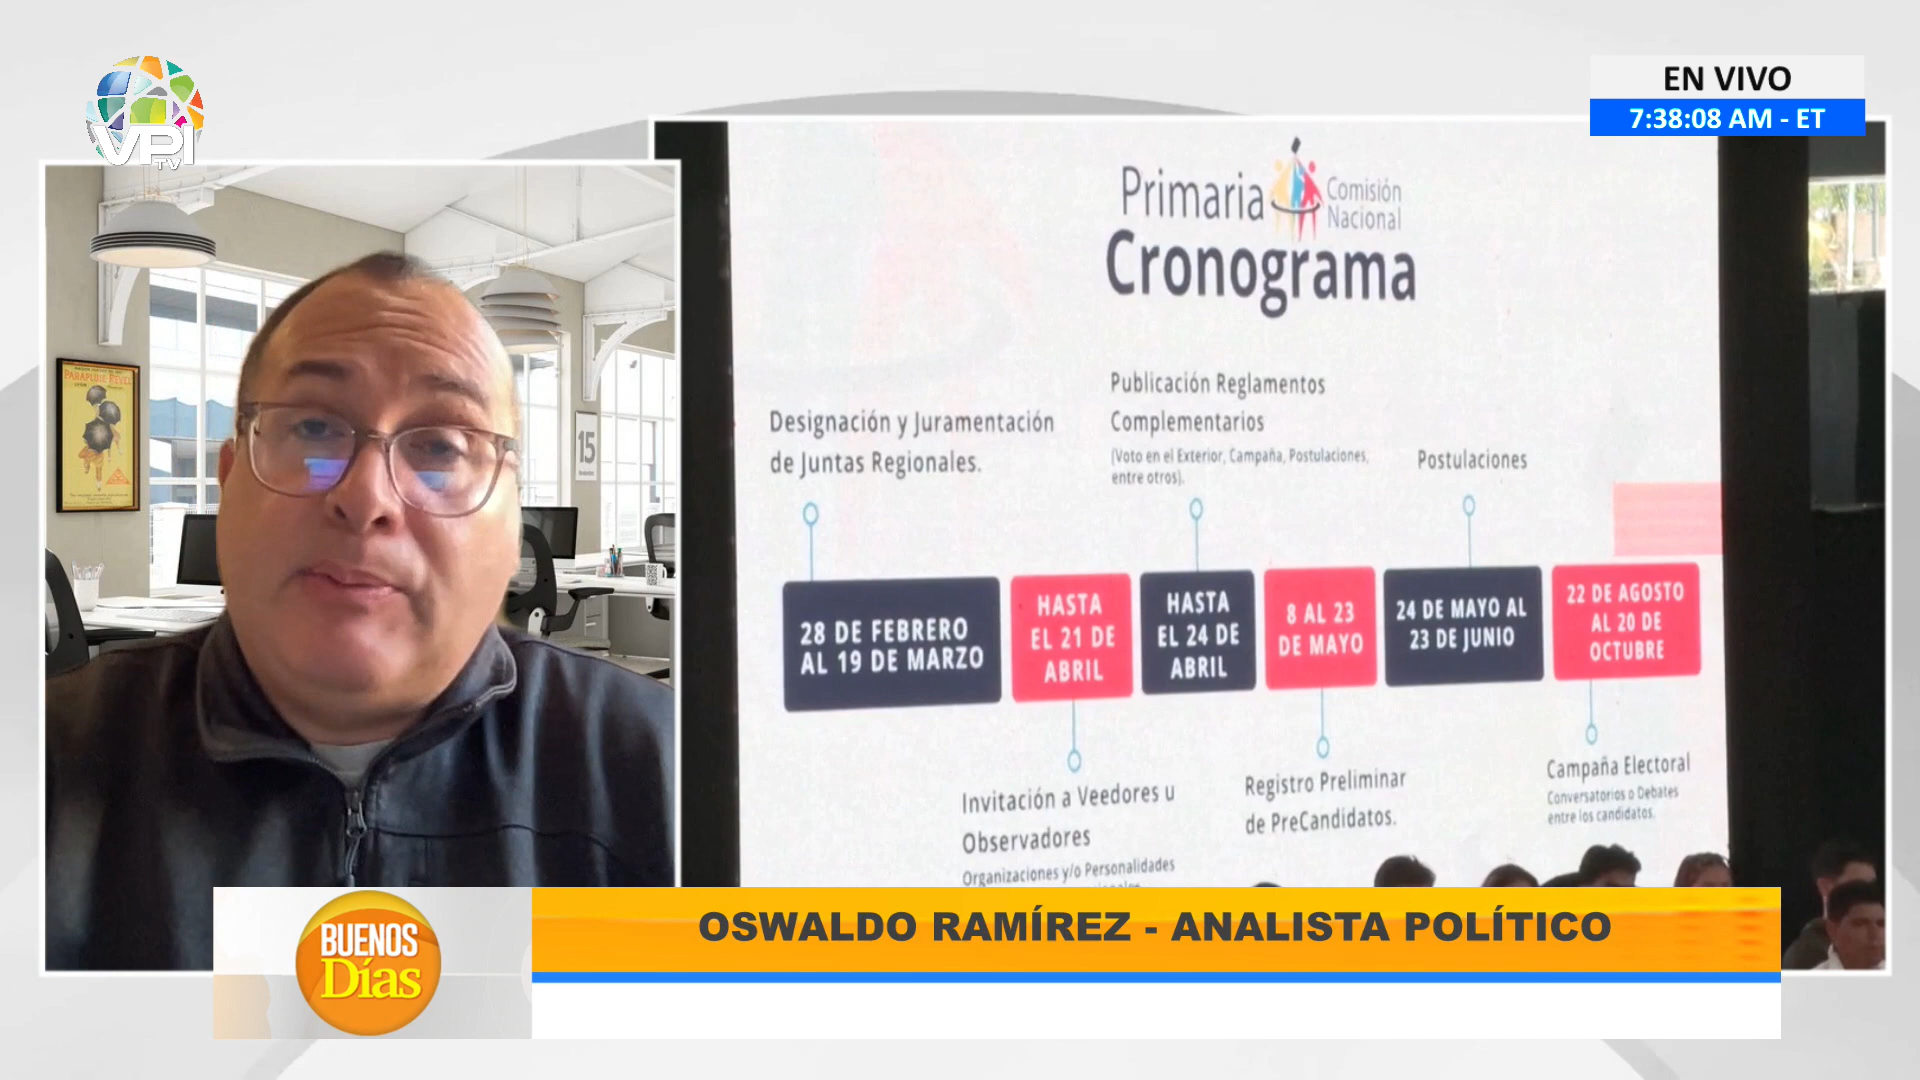 VPI
TV
EN VIVO
7:38:08 AM - ET
Primaria
Comisión
Nacional
Cronograma
Designación y Juramentación
de Juntas Regionales.
Publicación Reglamentos
Complementarios
(Voto en el Exterior, Campaña, Postulaciones,
entre otros).
Postulaciones
28 DE FEBRERO
AL 19 DE MARZO
HASTA
EL 21 DE
ABRIL
HASTA
EL 24 DE
ABRIL
8 AL 23
DE MAYO
24 DE MAYO AL
23 DE JUNIO
22 DE AGOSTO
AL 20 DE
OCTUBRE
Invitación a Veedores u
Observadores
Organizaciones y/o Personalidades
Registro Preliminar
de PreCandidatos.
Campaña Electoral
Conversatorios o Debates
entre los candidatos.
PARAPLUIE-REVEL
15
BUENOS
Días
OSWALDO RAMÍREZ - ANALISTA POLÍTICO